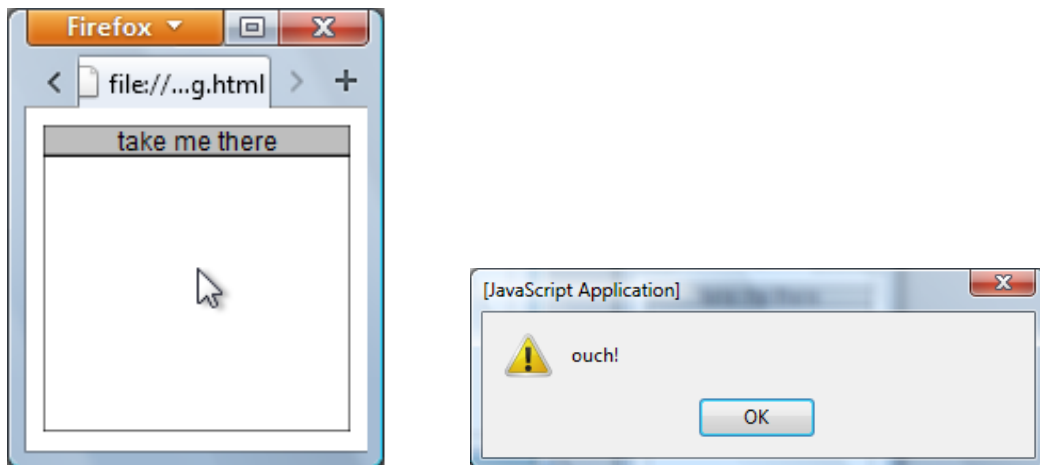 Firefox
file://...g.html
take me there
[JavaScript Application]
ouch!
OK